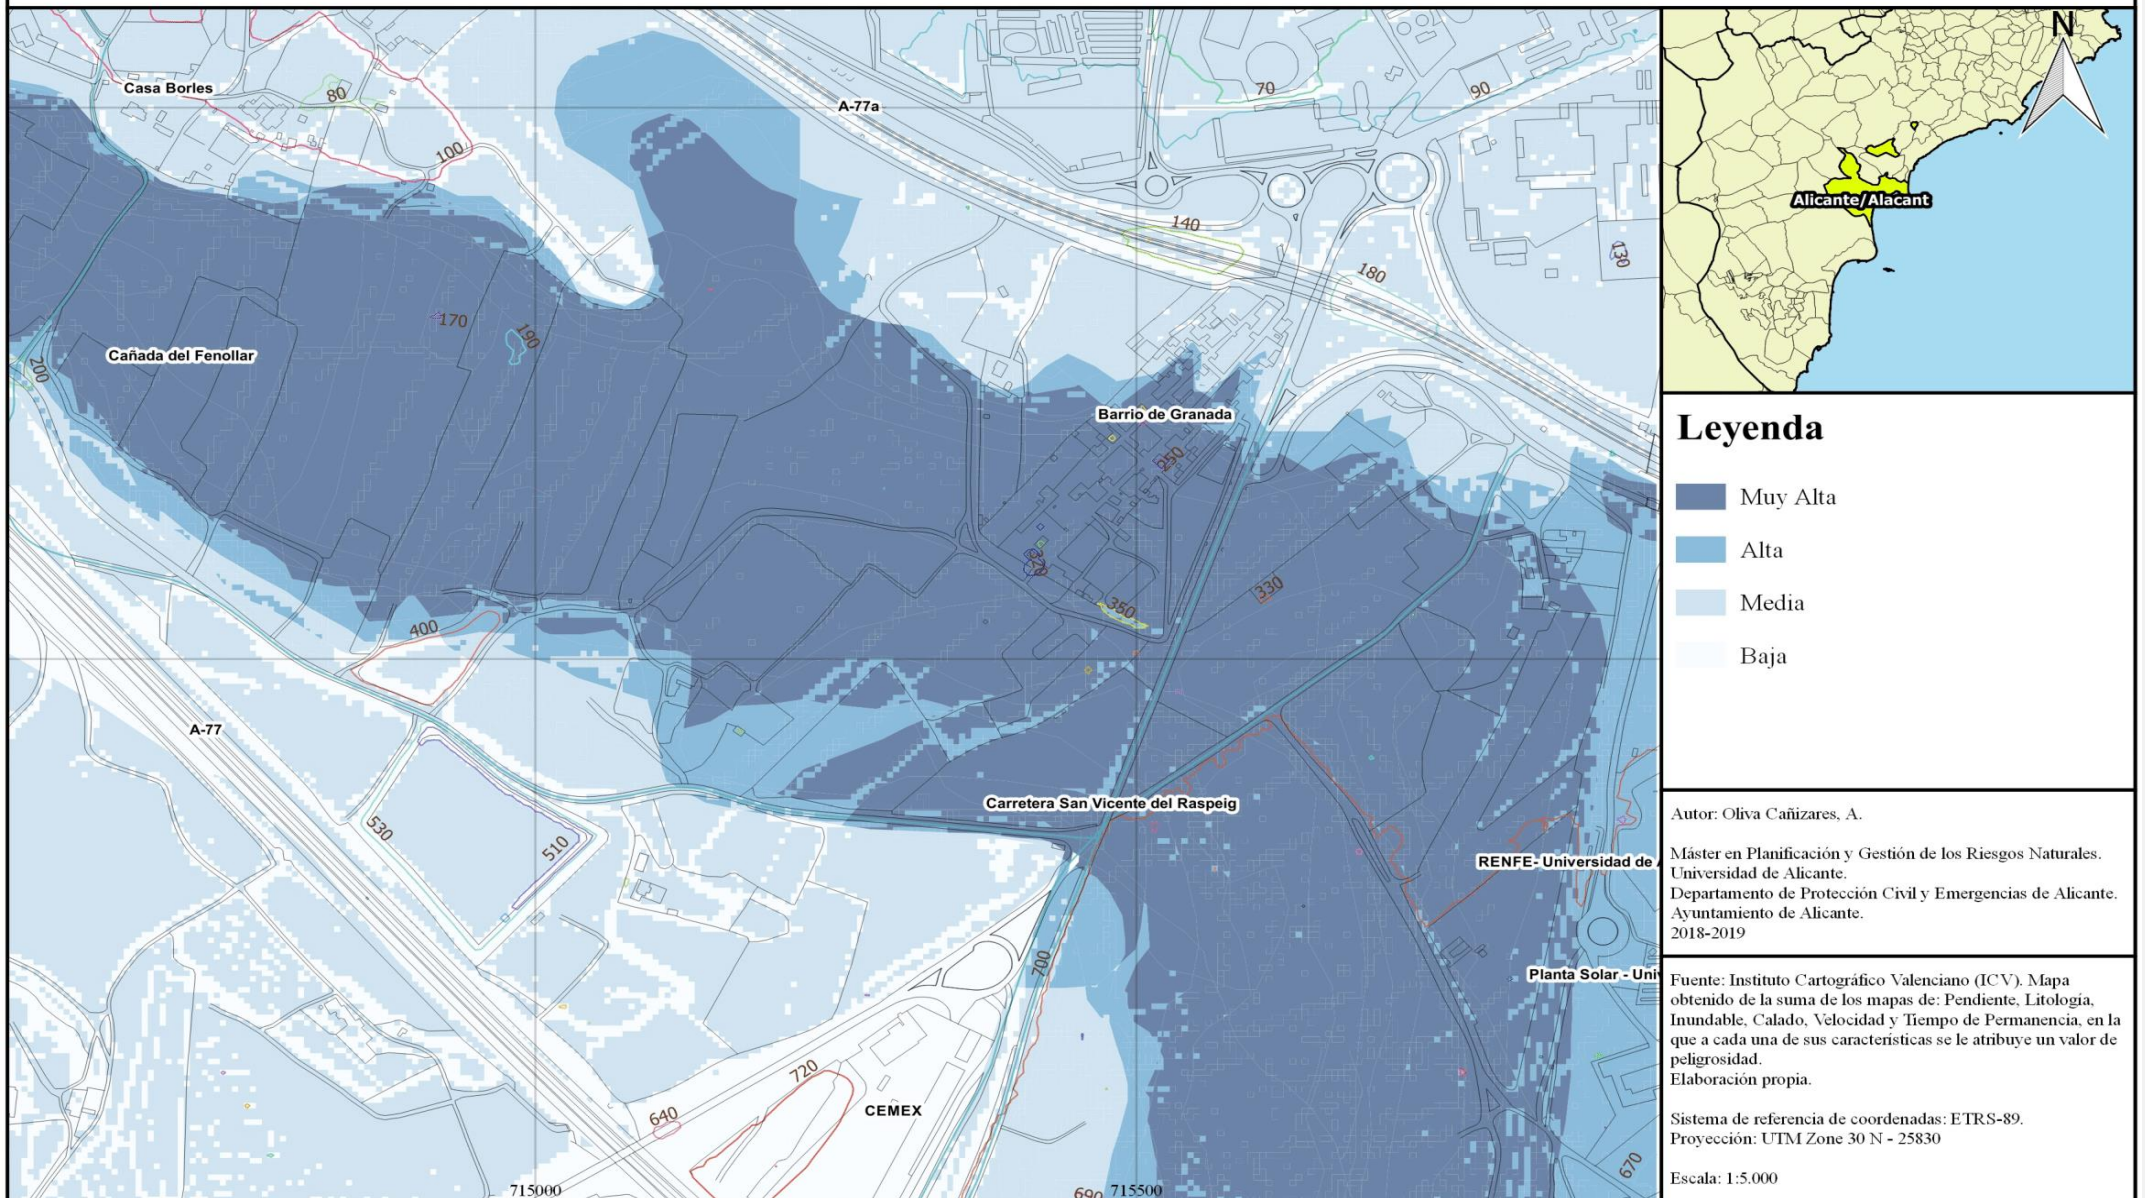 Casa Borles
80
100
A-77a
70
90
140
180
130
170
190
200
Cañada del Fenollar
Barrio de Granada
250
350
330
400
A-77
530
510
Carretera San Vicente del Raspeig
RENFE- Universidad de
Planta Solar - Uni
700
720
640
CEMEX
690
670
715000
715500
N
Alicante/Alacant
Leyenda
Muy Alta
Alta
Media
Baja
Autor: Oliva Cañizares, A.
Máster en Planificación y Gestión de los Riesgos Naturales.
Universidad de Alicante.
Departamento de Protección Civil y Emergencias de Alicante.
Ayuntamiento de Alicante.
2018-2019
Fuente: Instituto Cartográfico Valenciano (ICV). Mapa
obtenido de la suma de los mapas de: Pendiente, Litología,
Inundable, Calado, Velocidad y Tiempo de Permanencia, en la
que a cada una de sus características se le atribuye un valor de
peligrosidad.
Elaboración propia.
Sistema de referencia de coordenadas: ETRS-89.
Proyección: UTM Zone 30 N - 25830
Escala: 1:5.000